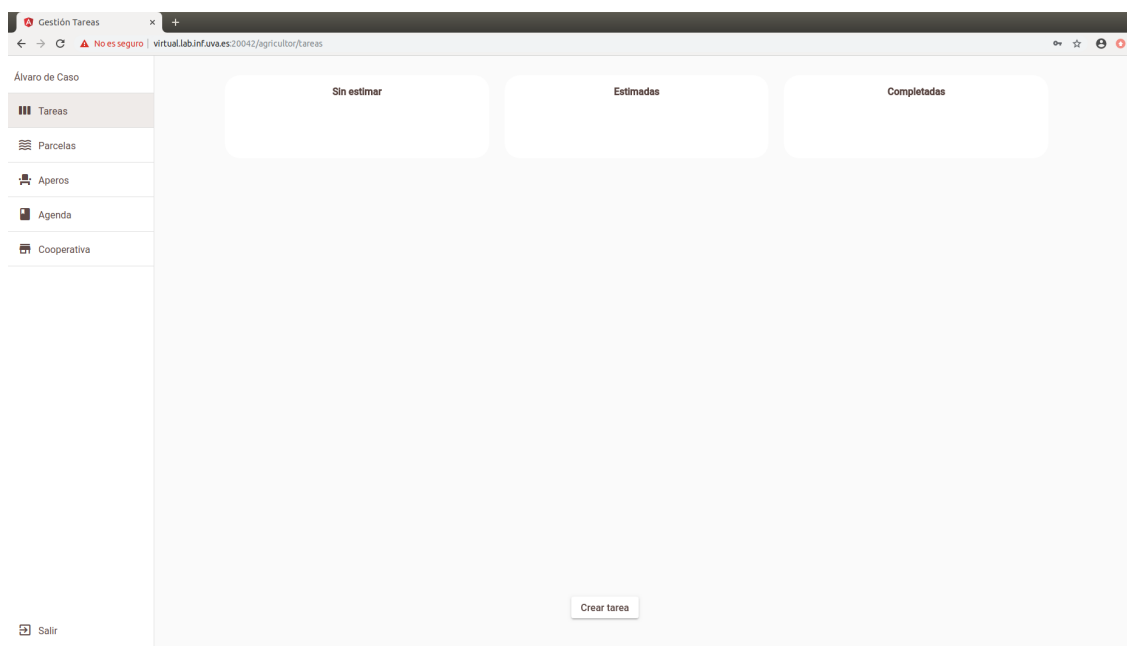 Gestión Tareas
No es seguro | virtual.lab.inf.uva.es:20042/agricultor/tareas
Álvaro de Caso
Tareas
Parcelas
Aperos
Agenda
Cooperativa
Salir
Sin estimar
Estimadas
Completadas
Crear tarea